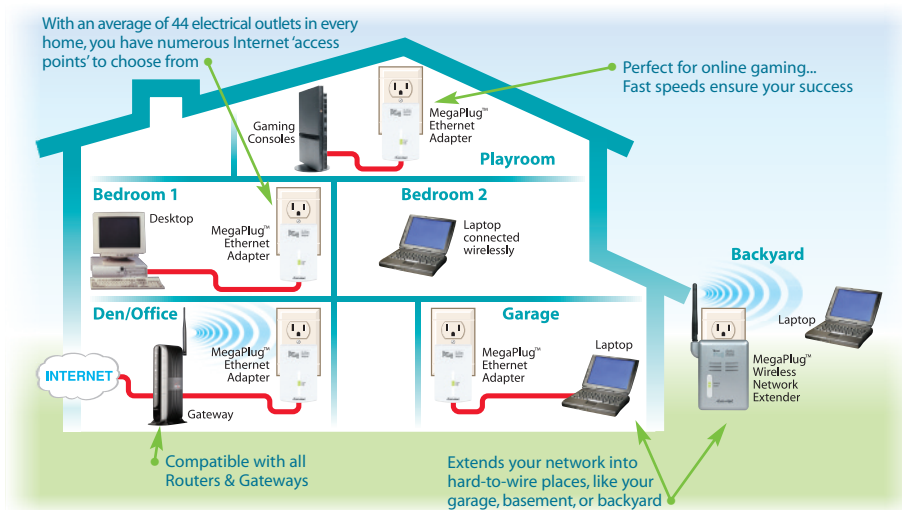 With an average of 44 electrical outlets in every
home, you have numerous Internet ‘access
points’ to choose from
Perfect for online gaming...
Fast speeds ensure your success
Gaming
Consoles
MegaPlug™
Ethernet
Adapter
Playroom
Bedroom 1
Desktop
MegaPlug™
Ethernet
Adapter
Bedroom 2
Laptop
connected
wirelessly
Backyard
Laptop
MegaPlug™
Wireless
Network
Extender
Den/Office
MegaPlug™
Ethernet
Adapter
INTERNET
Gateway
Garage
MegaPlug™
Ethernet
Adapter
Laptop
Compatible with all
Routers & Gateways
Extends your network into
hard-to-wire places, like your
garage, basement, or backyard